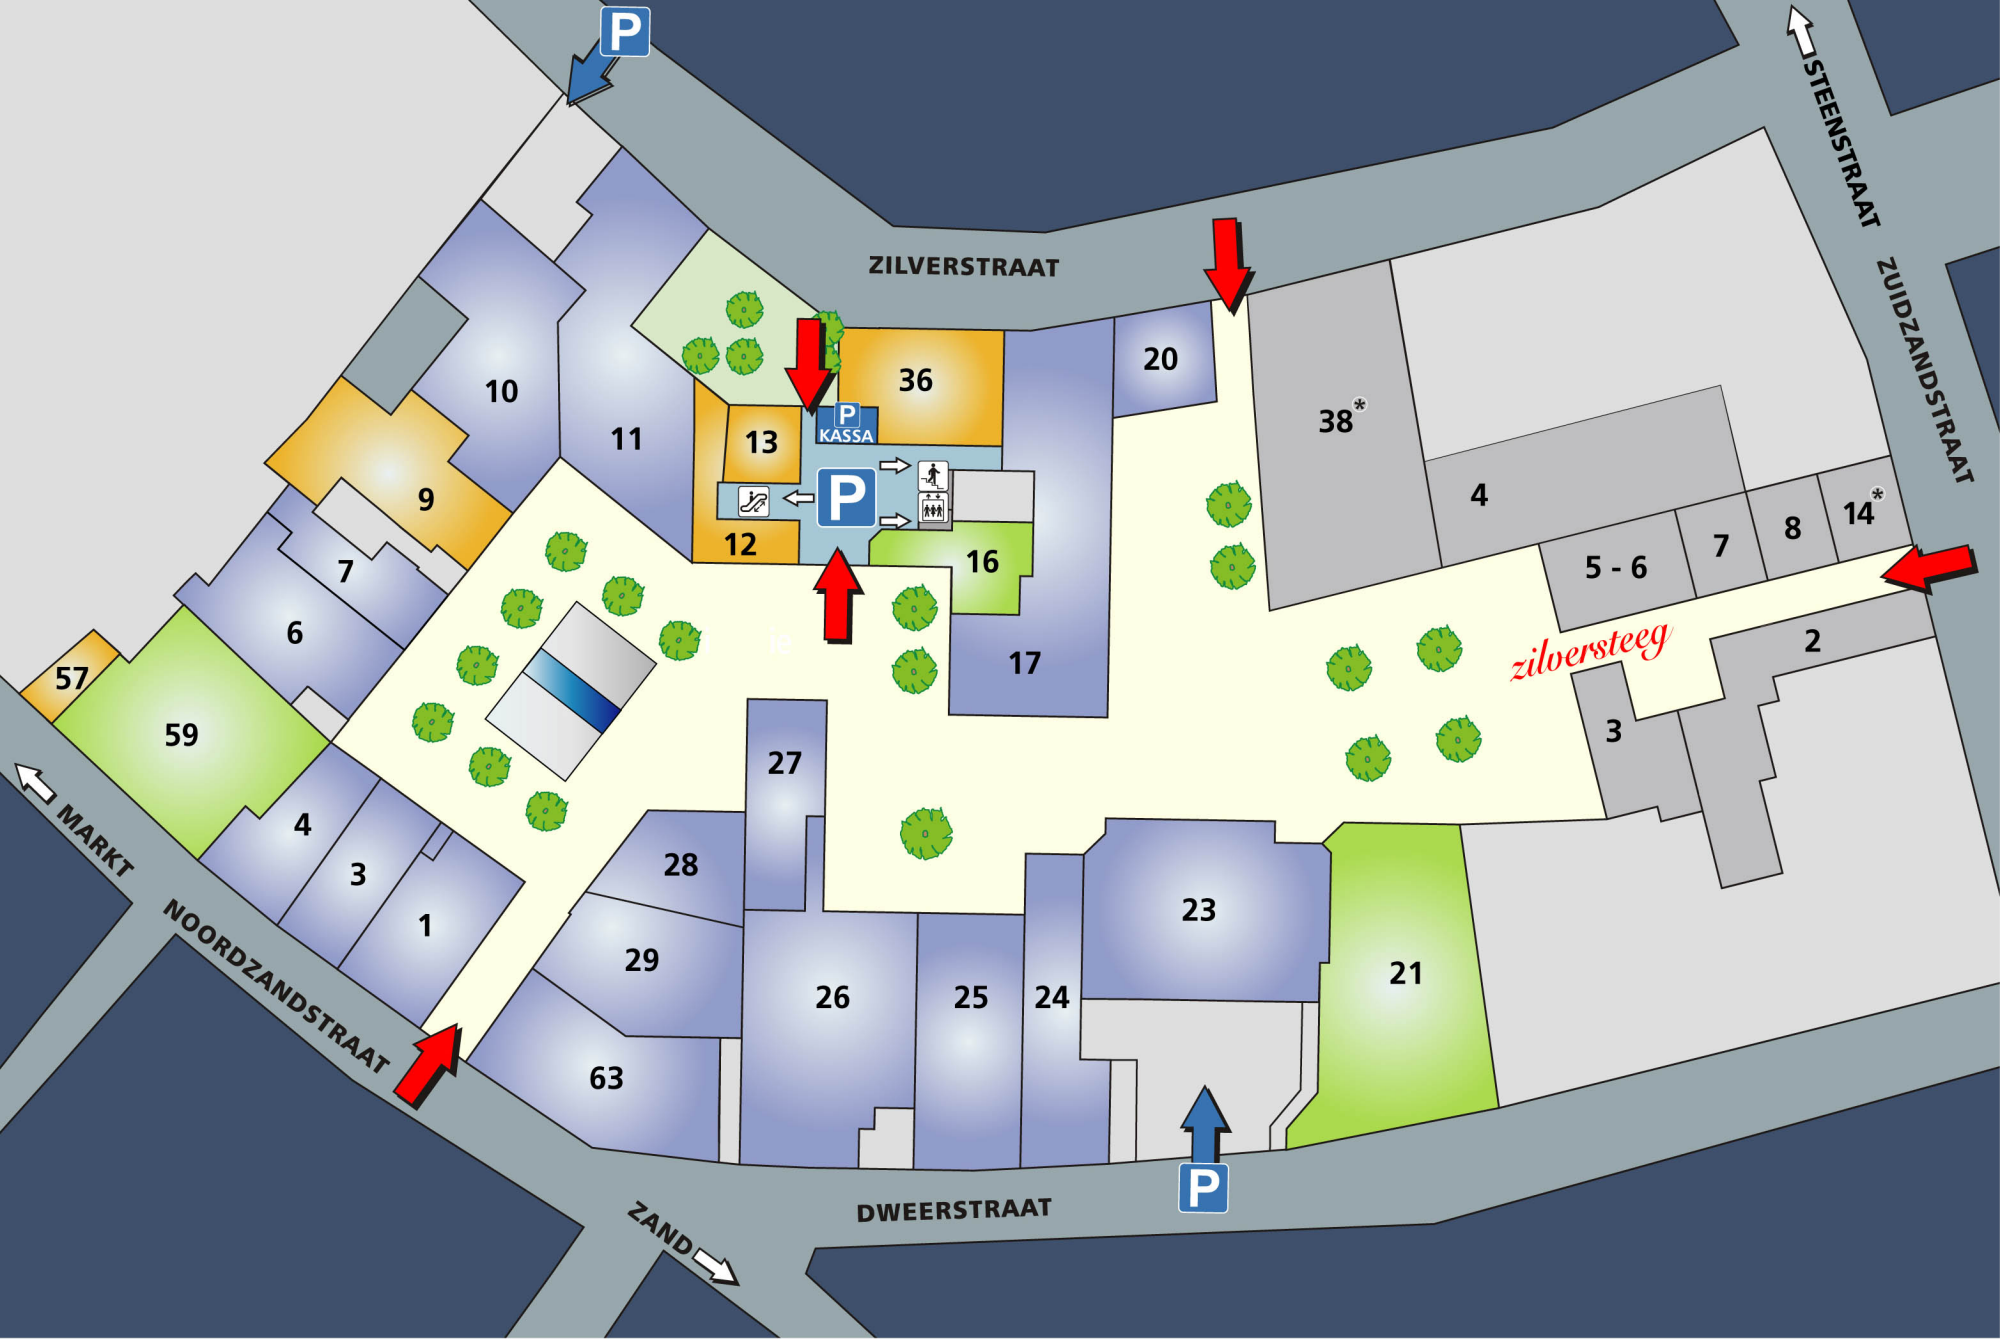 P
STEENSTRAAT
ZILVERSTRAAT
ZUIDZANDSTRAAT
20
36
10
38*
11
13
P
KASSA
9
P
4
14*
8
12
7
5 - 6
16
7
6
2
zilversteeg
17
57
3
59
27
4
28
3
23
1
29
21
MARKT
26
25
24
NOORDZANDSTRAAT
63
P
DWEERSTRAAT
ZAND